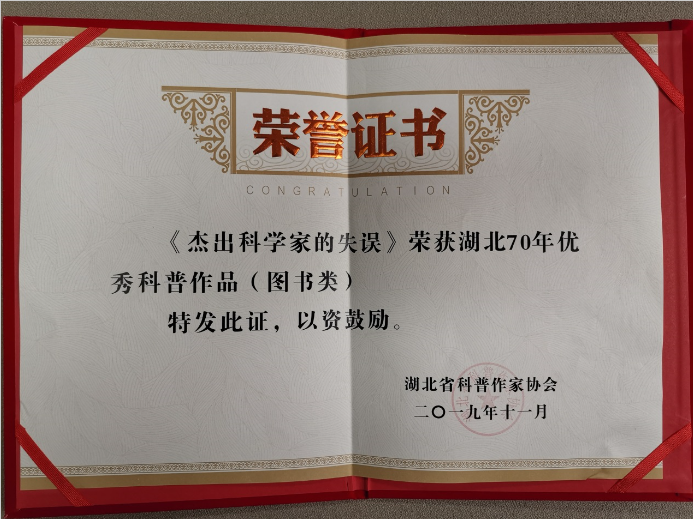 荣誉证书
CONGRATULATION
《杰出科学家的失误》荣获湖北70年优
秀科普作品（图书类）
特发此证，以资鼓励。
湖北省科普作家协会
二〇一九年十一月